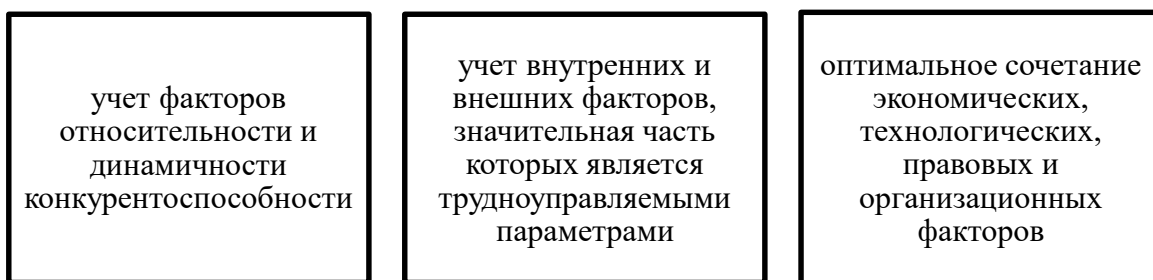 учет факторов
относительности и
динамичности
конкурентоспособности
учет внутренних и
внешних факторов,
значительная часть
которых является
трудноуправляемыми
параметрами
оптимальное сочетание
экономических,
технологических,
правовых и
организационных
факторов